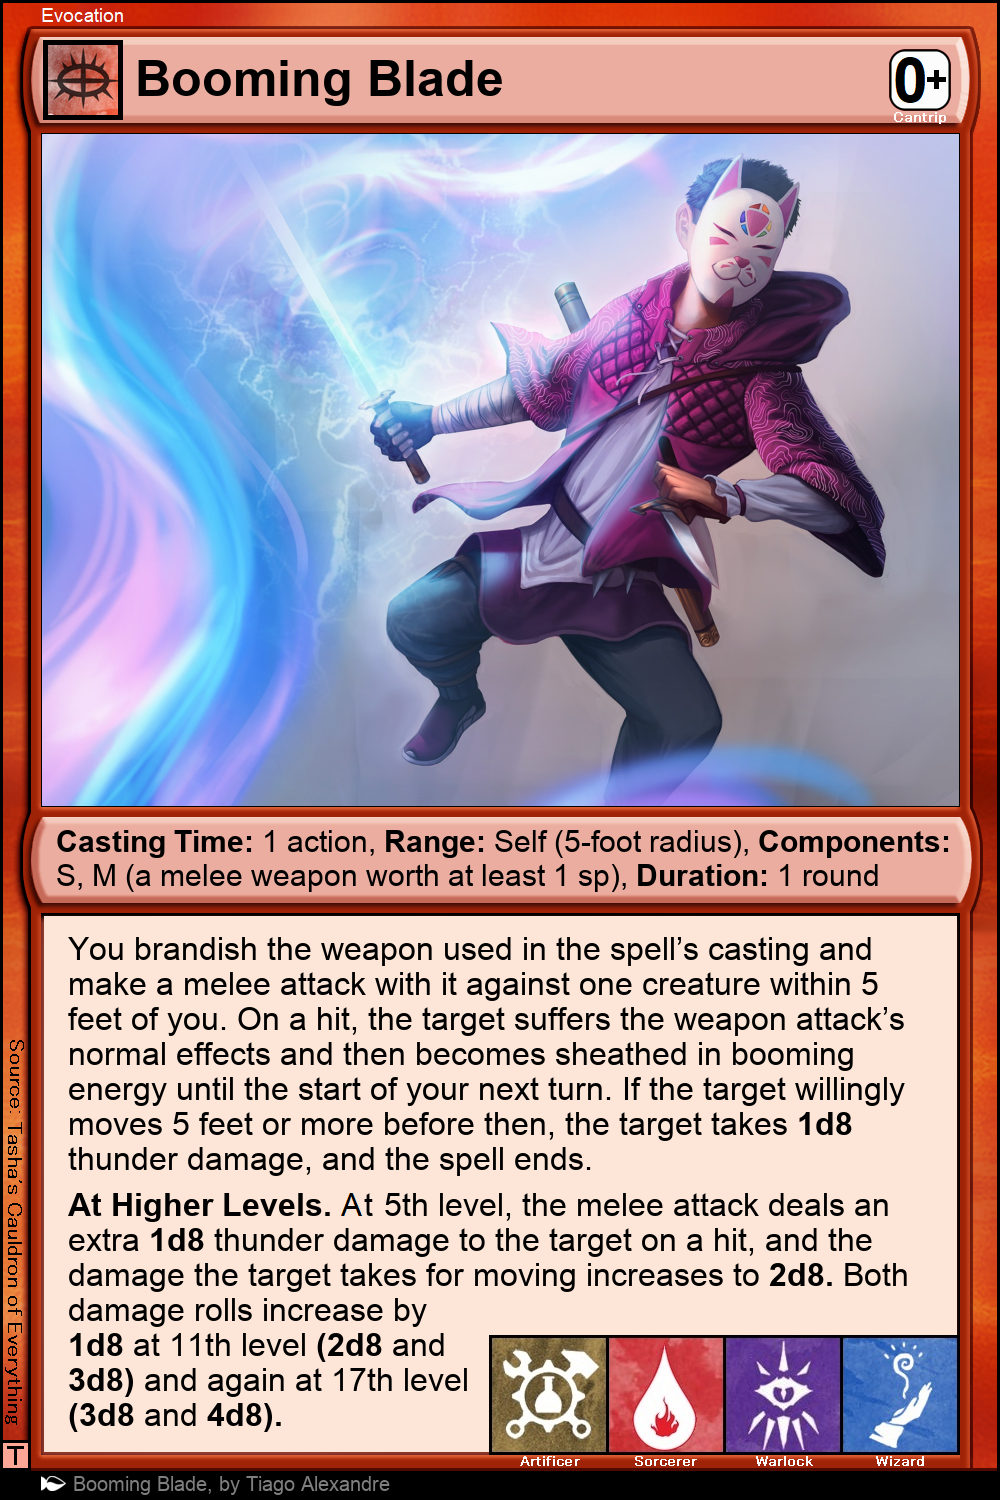 Evocation
Booming Blade
0+
Cantrip
Casting Time: 1 action, Range: Self (5-foot radius), Components:
S, M (a melee weapon worth at least 1 sp), Duration: 1 round
You brandish the weapon used in the spell’s casting and
make a melee attack with it against one creature within 5
feet of you. On a hit, the target suffers the weapon attack’s
normal effects and then becomes sheathed in booming
energy until the start of your next turn. If the target willingly
moves 5 feet or more before then, the target takes 1d8
thunder damage, and the spell ends.
At Higher Levels. At 5th level, the melee attack deals an
extra 1d8 thunder damage to the target on a hit, and the
damage the target takes for moving increases to 2d8. Both
damage rolls increase by
1d8 at 11th level (2d8 and
3d8) and again at 17th level
(3d8 and 4d8).
Source: Tasha’s Cauldron of Everything
T
Artificer
Sorcerer
Warlock
Wizard
Booming Blade, by Tiago Alexandre